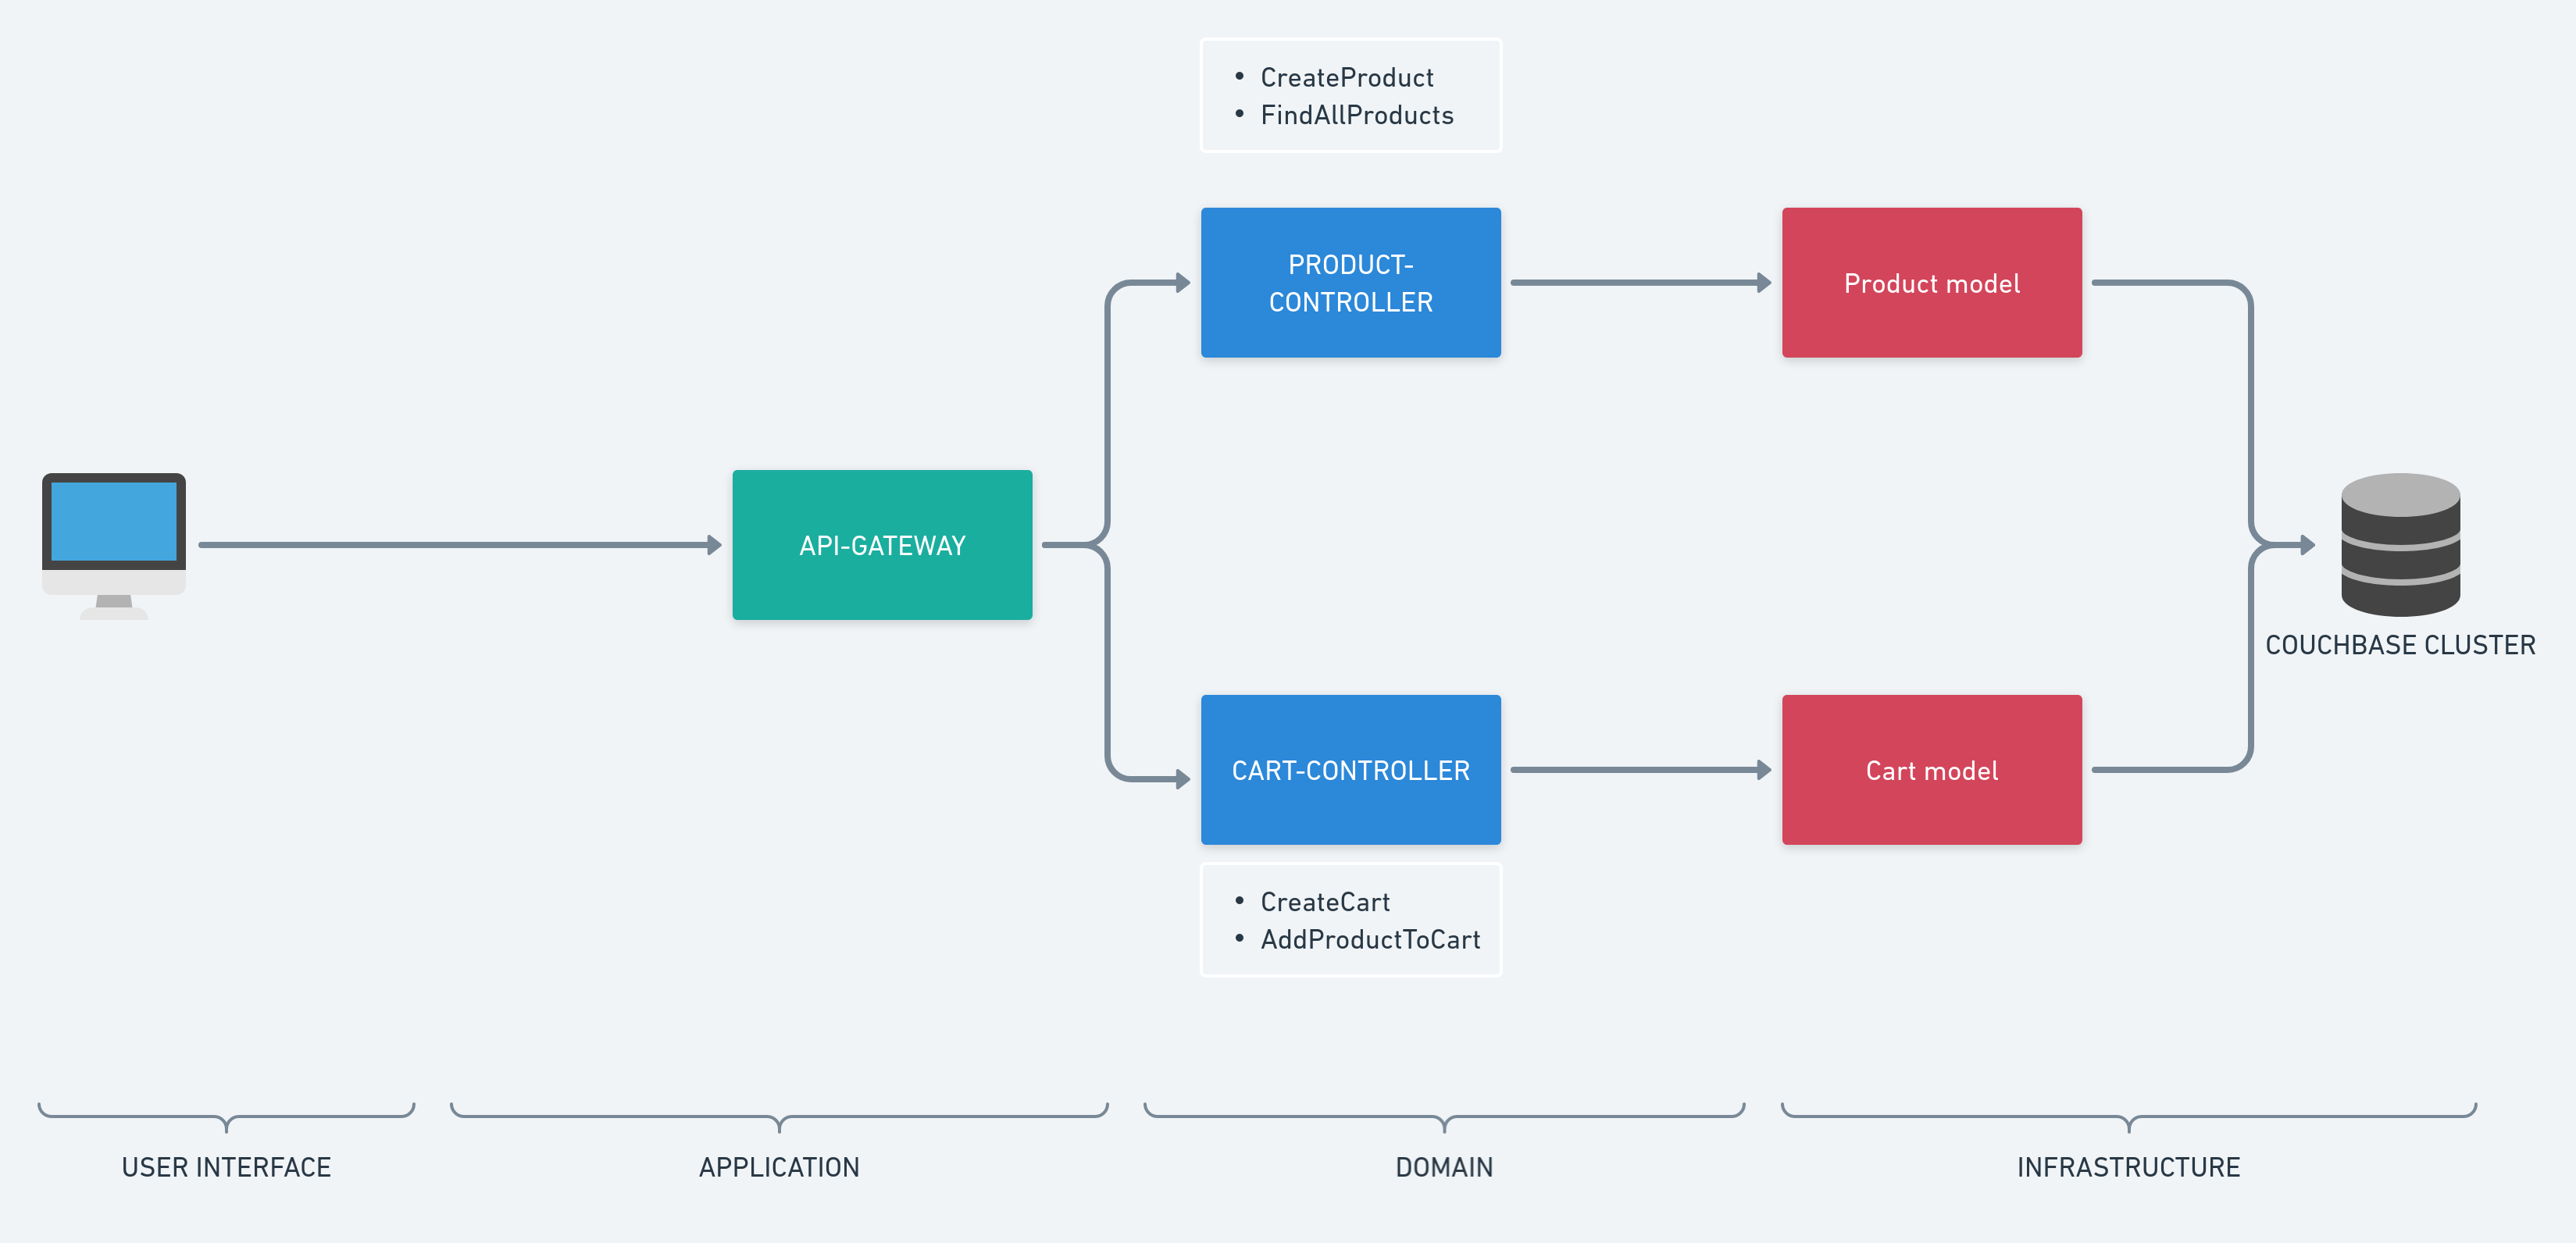 • CreateProduct
• FindAllProducts
PRODUCT-
CONTROLLER
Product model
API-GATEWAY
COUCHBASE CLUSTER
CART-CONTROLLER
Cart model
• CreateCart
• AddProductToCart
USER INTERFACE
APPLICATION
DOMAIN
INFRASTRUCTURE